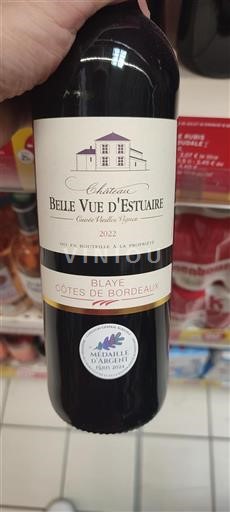 Château
BELLE VUE D'ESTUAIRE
Cuvée Vieilles Vignes
2022
MIS EN BOUTEILLE À LA PROPRIÉTÉ
VINIOU
BLAYE
CÔTES DE BORDEAUX
MÉDAILLE
D'ARGENT
PARIS 2024